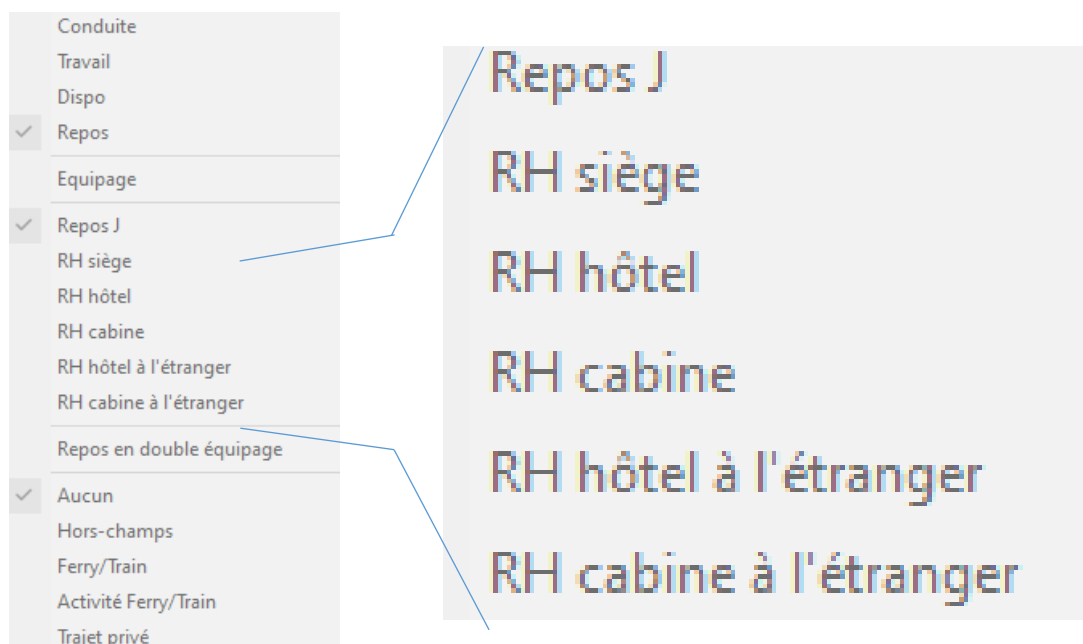 Conduite
Travail
Dispo
Repos
Equipage
Repos J
RH siège
RH hôtel
RH cabine
RH hôtel à l'étranger
RH cabine à l'étranger
Repos en double équipage
Aucun
Hors-champs
Ferry/Train
Activité Ferry/Train
Trajet privé
Repos J
RH siège
RH hôtel
RH cabine
RH hôtel à l'étranger
RH cabine à l'étranger